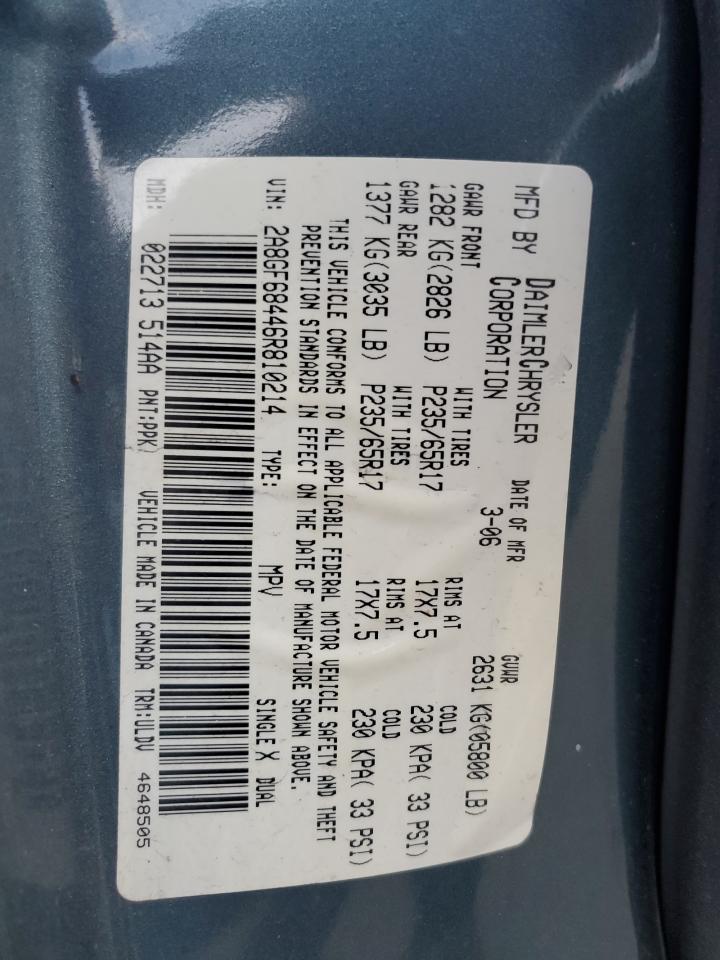 MFD BY DAIMLERCHRYSLER CORPORATION DATE OF MFR 3-06 GVWR 2631 KG(05800 LB)
GAWR FRONT WITH TIRES RIMS AT COLD
1282 KG(2826 LB) P235/65R17 17X7.5 230 KPA( 33 PSI)
GAWR REAR WITH TIRES RIMS AT COLD
1377 KG(3035 LB) P235/65R17 17X7.5 230 KPA( 33 PSI)
THIS VEHICLE CONFORMS TO ALL APPLICABLE FEDERAL MOTOR VEHICLE SAFETY AND THEFT
PREVENTION STANDARDS IN EFFECT ON THE DATE OF MANUFACTURE SHOWN ABOVE.
VIN: 2A8GF68446R810214 TYPE: MPV SINGLE X DUAL
MDH: 022713 514AA PNT:PPK) VEHICLE MADE IN CANADA TRM:ULDV 4648505